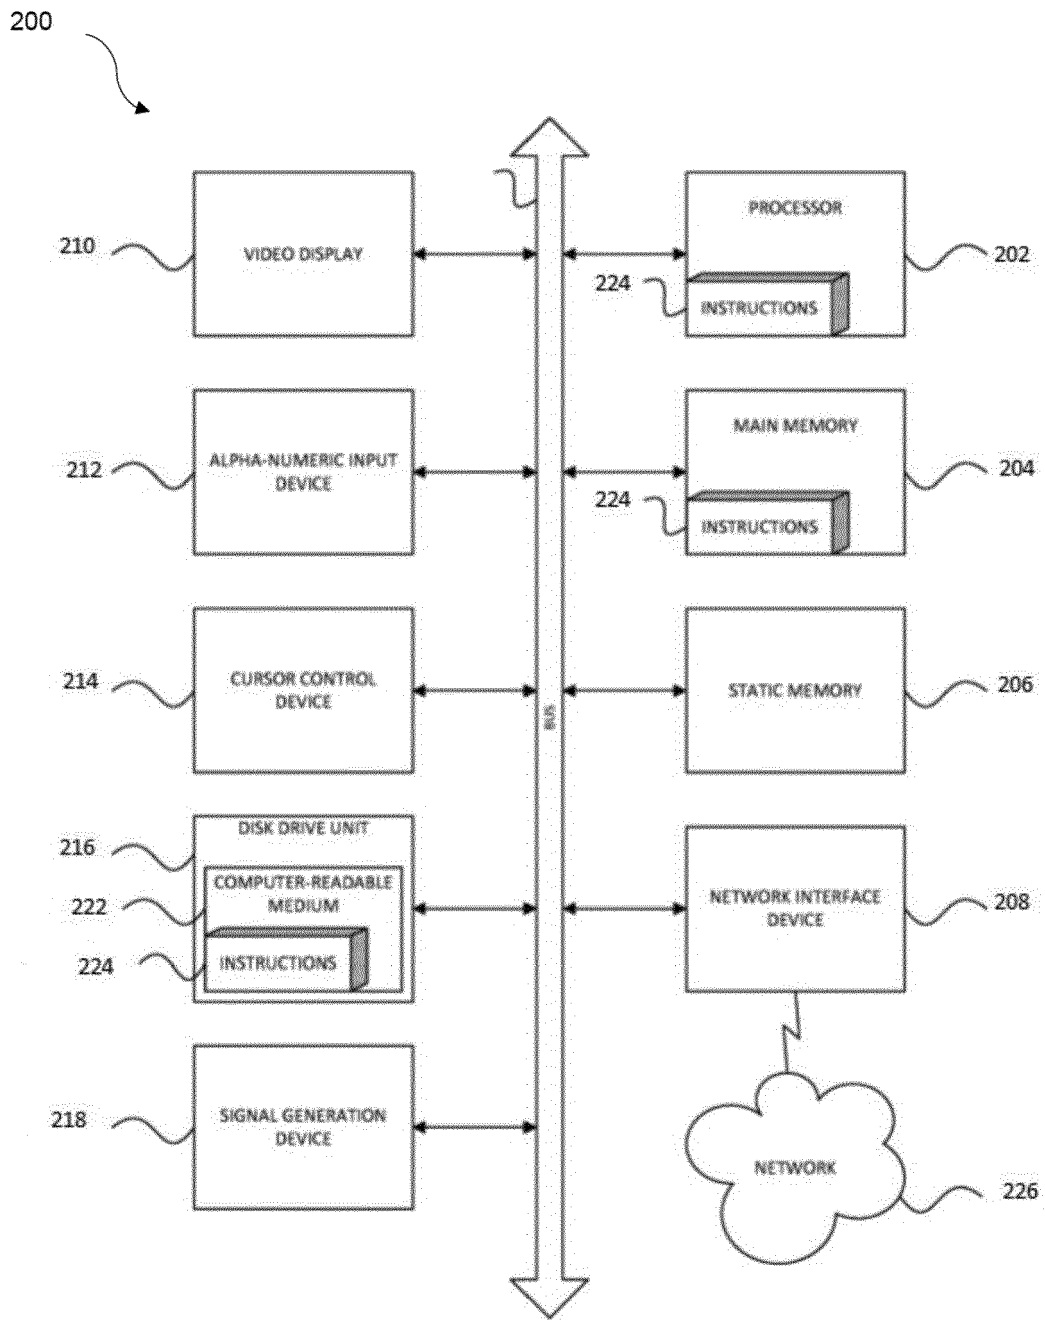 200
210
VIDEO DISPLAY
PROCESSOR
202
224
INSTRUCTIONS
212
ALPHA-NUMERIC INPUT
DEVICE
MAIN MEMORY
204
224
INSTRUCTIONS
214
CURSOR CONTROL
DEVICE
BUS
STATIC MEMORY
206
216
DISK DRIVE UNIT
222
COMPUTER-READABLE
MEDIUM
224
INSTRUCTIONS
NETWORK INTERFACE
DEVICE
208
218
SIGNAL GENERATION
DEVICE
NETWORK
226